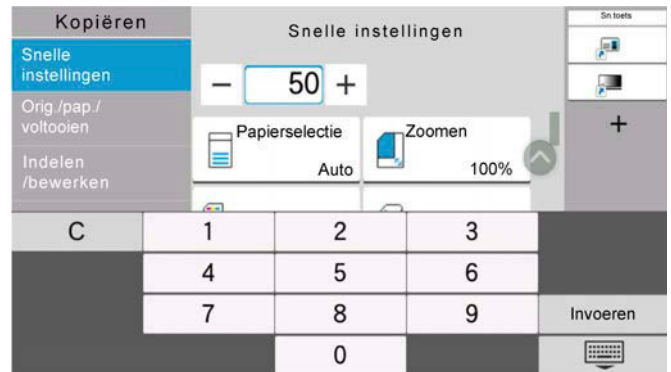 Kopiëren
Snelle instellingen
Sn.toets
Snelle
instellingen
Orig./pap./
voltooien
Indelen
/bewerken
− 50 +
Papierselectie
Auto
Zoomen
100%
+
C 1 2 3
4 5 6
7 8 9 Invoeren
0